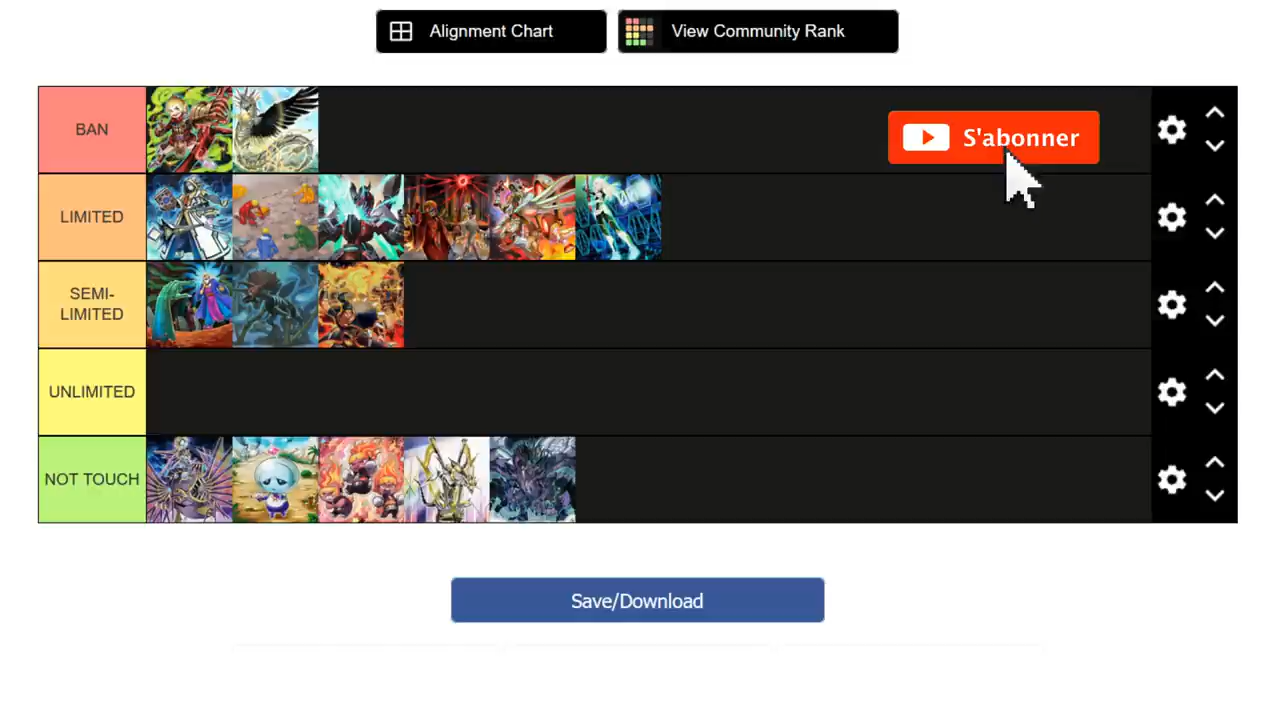 Alignment Chart
View Community Rank
BAN
S'abonner
LIMITED
SEMI-
LIMITED
UNLIMITED
NOT TOUCH
Save/Download